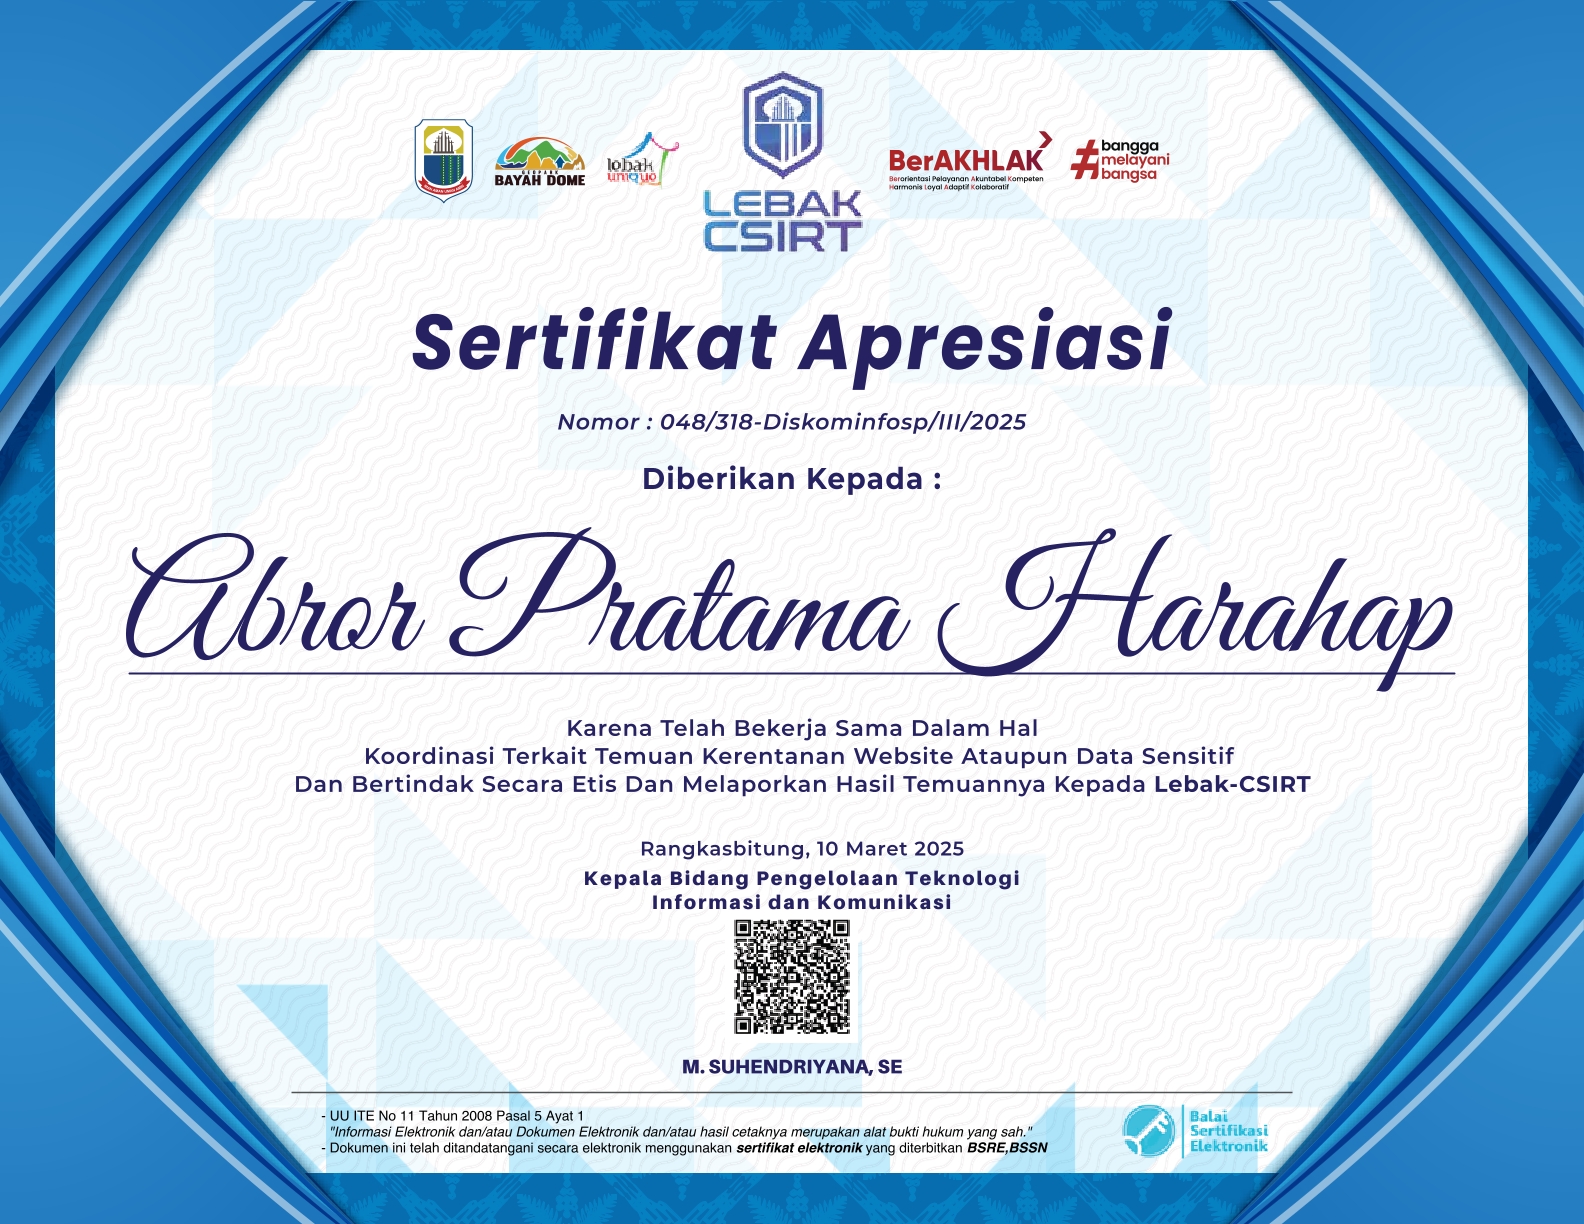 GEOPARK
BAYAH DOME
lebak
unique
LEBAK
CSIRT
BerAKHLAK
Berorientasi Pelayanan Akuntabel Kompeten
Harmonis Loyal Adaptif Kolaboratif
#bangga
melayani
bangsa
Sertifikat Apresiasi
Nomor : 048/318-Diskominfosp/III/2025
Diberikan Kepada :
Abror Pratama Harahap
Karena Telah Bekerja Sama Dalam Hal
Koordinasi Terkait Temuan Kerentanan Website Ataupun Data Sensitif
Dan Bertindak Secara Etis Dan Melaporkan Hasil Temuannya Kepada Lebak-CSIRT
Rangkasbitung, 10 Maret 2025
Kepala Bidang Pengelolaan Teknologi
Informasi dan Komunikasi
M. SUHENDRIYANA, SE
- UU ITE No 11 Tahun 2008 Pasal 5 Ayat 1
"Informasi Elektronik dan/atau Dokumen Elektronik dan/atau hasil cetaknya merupakan alat bukti hukum yang sah."
- Dokumen ini telah ditandatangani secara elektronik menggunakan sertifikat elektronik yang diterbitkan BSRE,BSSN
Balai
Sertifikasi
Elektronik